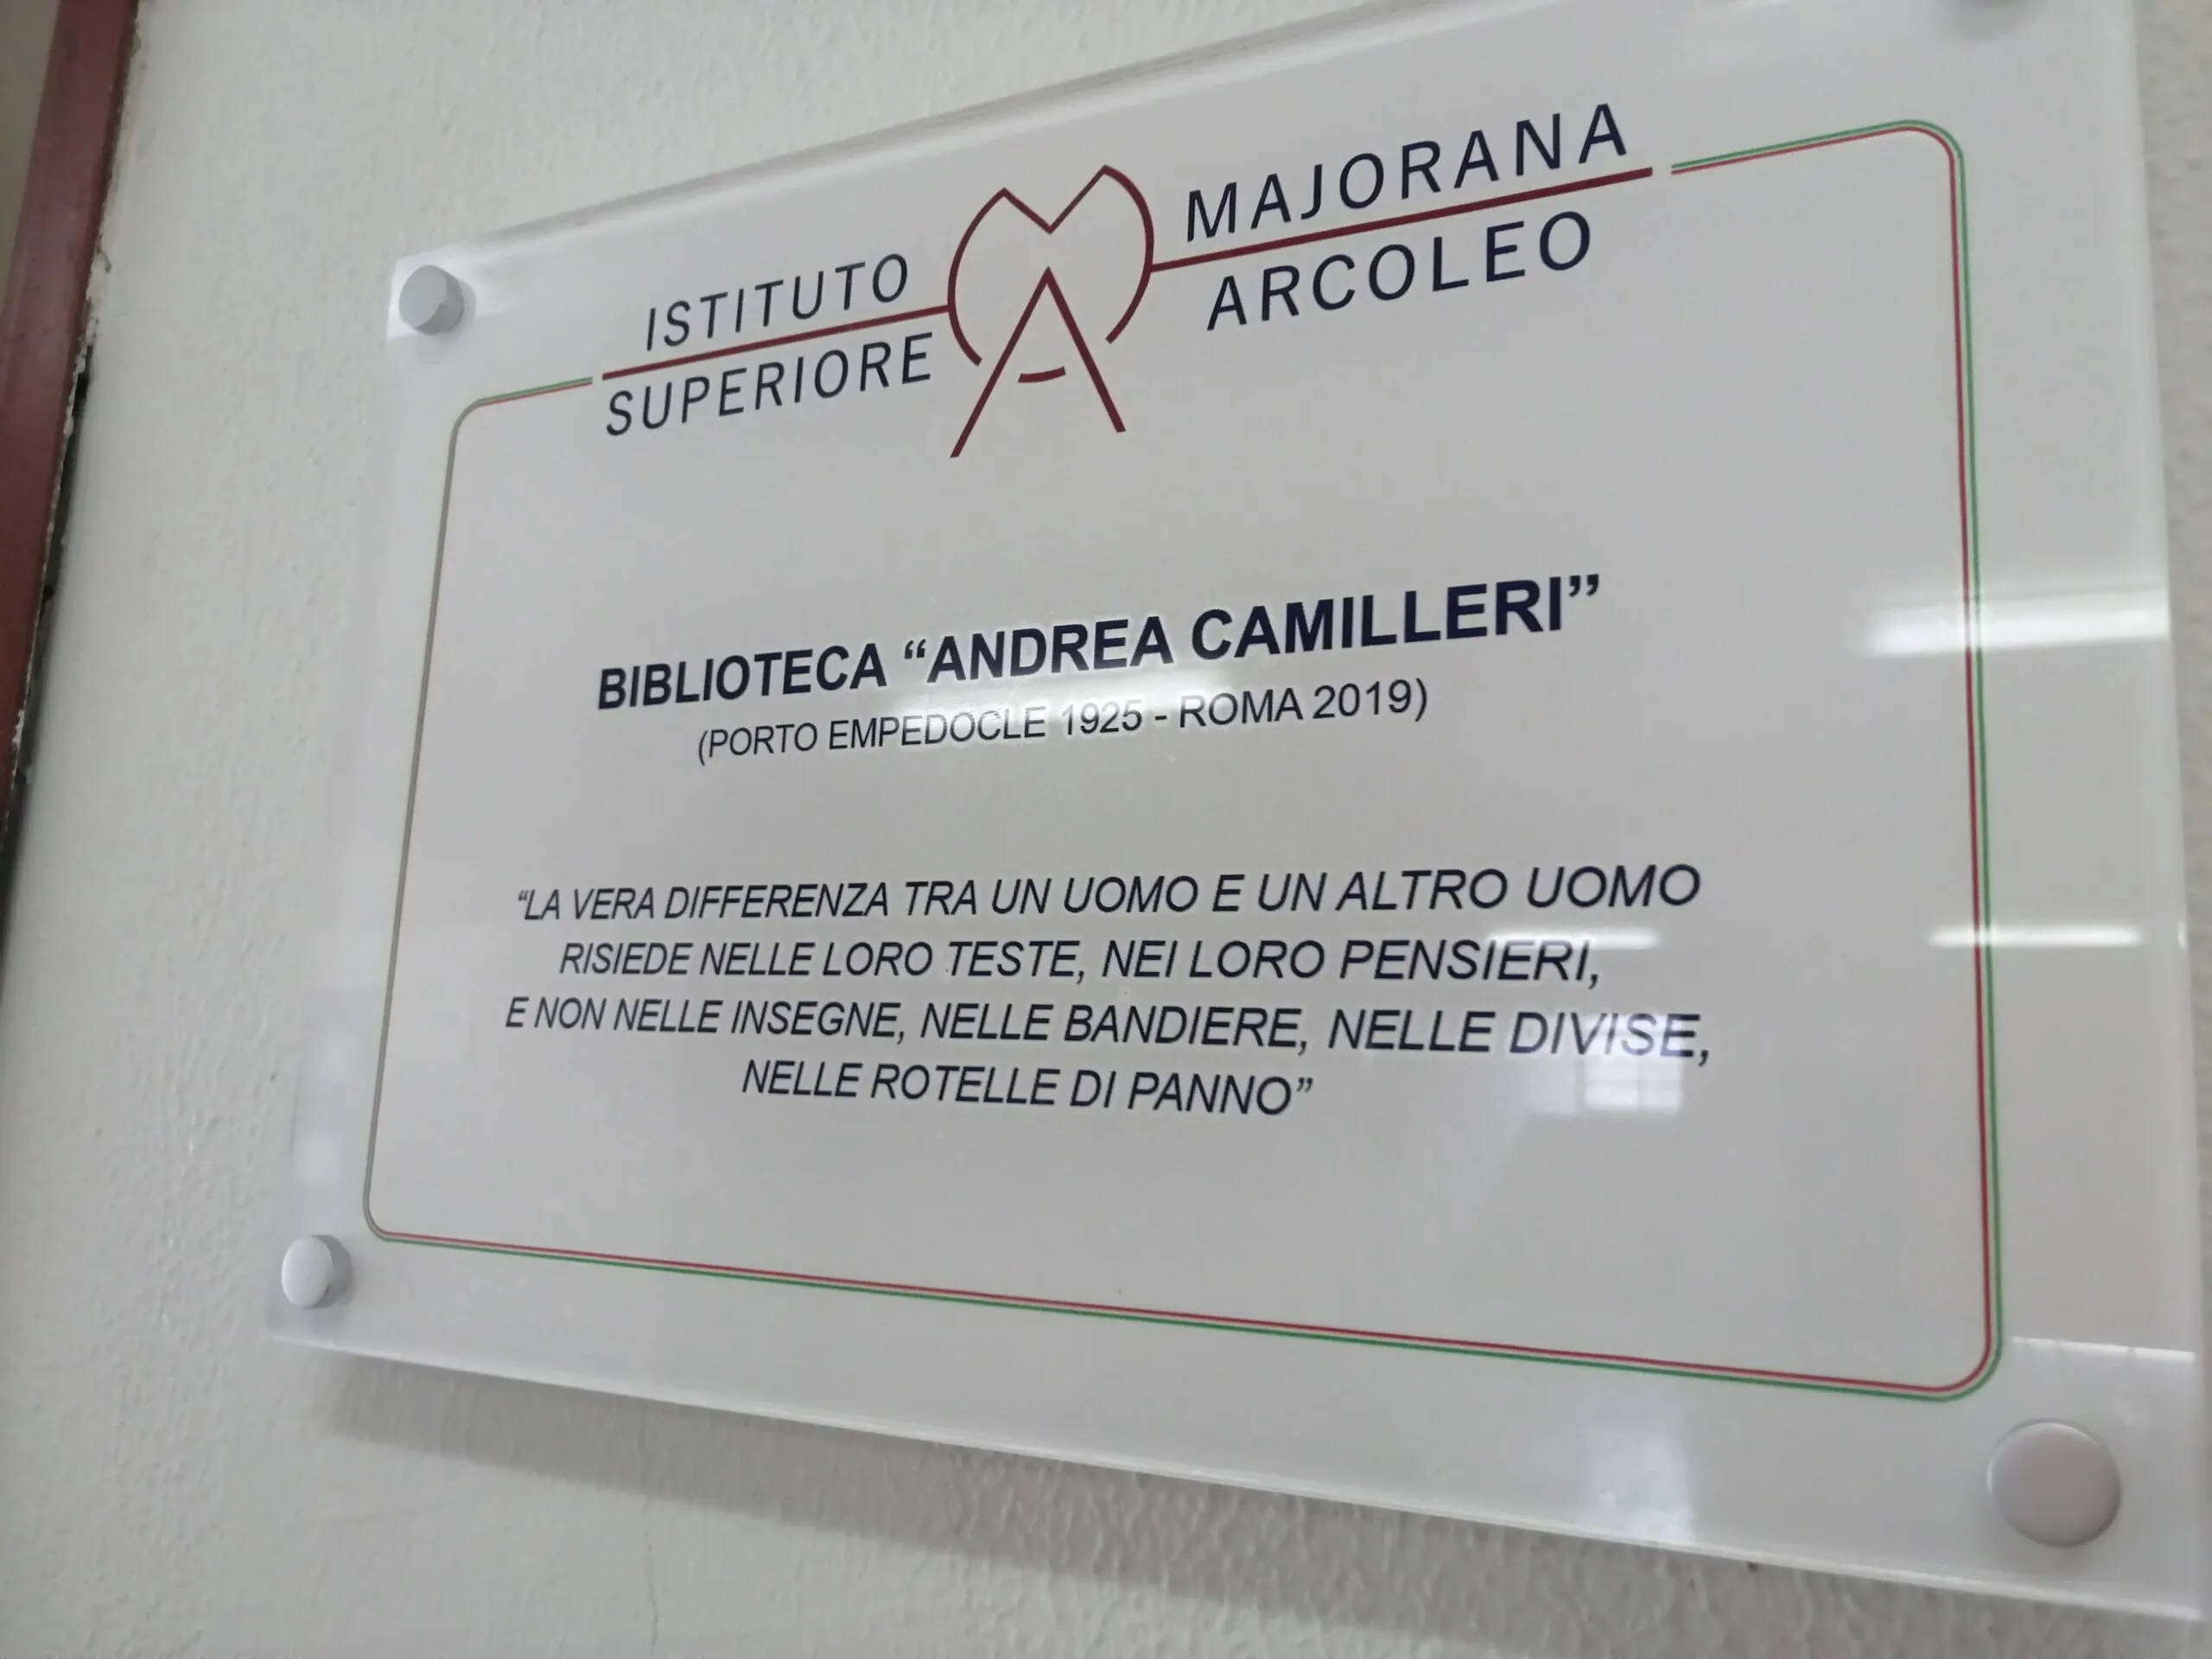 ISTITUTO
SUPERIORE
MAJORANA
ARCOLEO
BIBLIOTECA “ANDREA CAMILLERI”
(PORTO EMPEDOCLE 1925 - ROMA 2019)
“LA VERA DIFFERENZA TRA UN UOMO E UN ALTRO UOMO
RISIEDE NELLE LORO TESTE, NEI LORO PENSIERI,
E NON NELLE INSEGNE, NELLE BANDIERE, NELLE DIVISE,
NELLE ROTELLE DI PANNO”